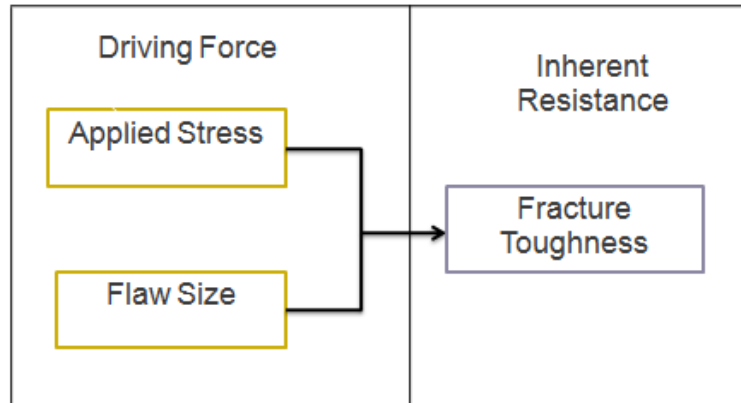 Driving Force
Applied Stress
Flaw Size
Inherent
Resistance
Fracture
Toughness